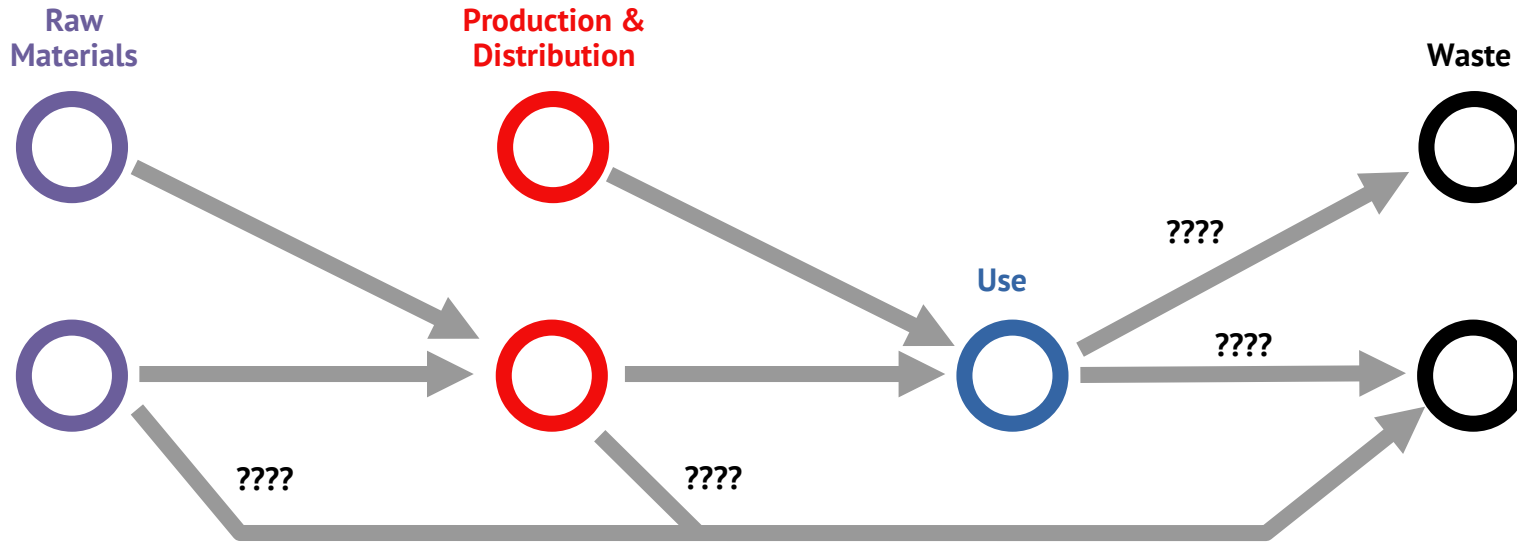 Raw
Materials
Production &
Distribution
Waste
????
Use
????
????
????